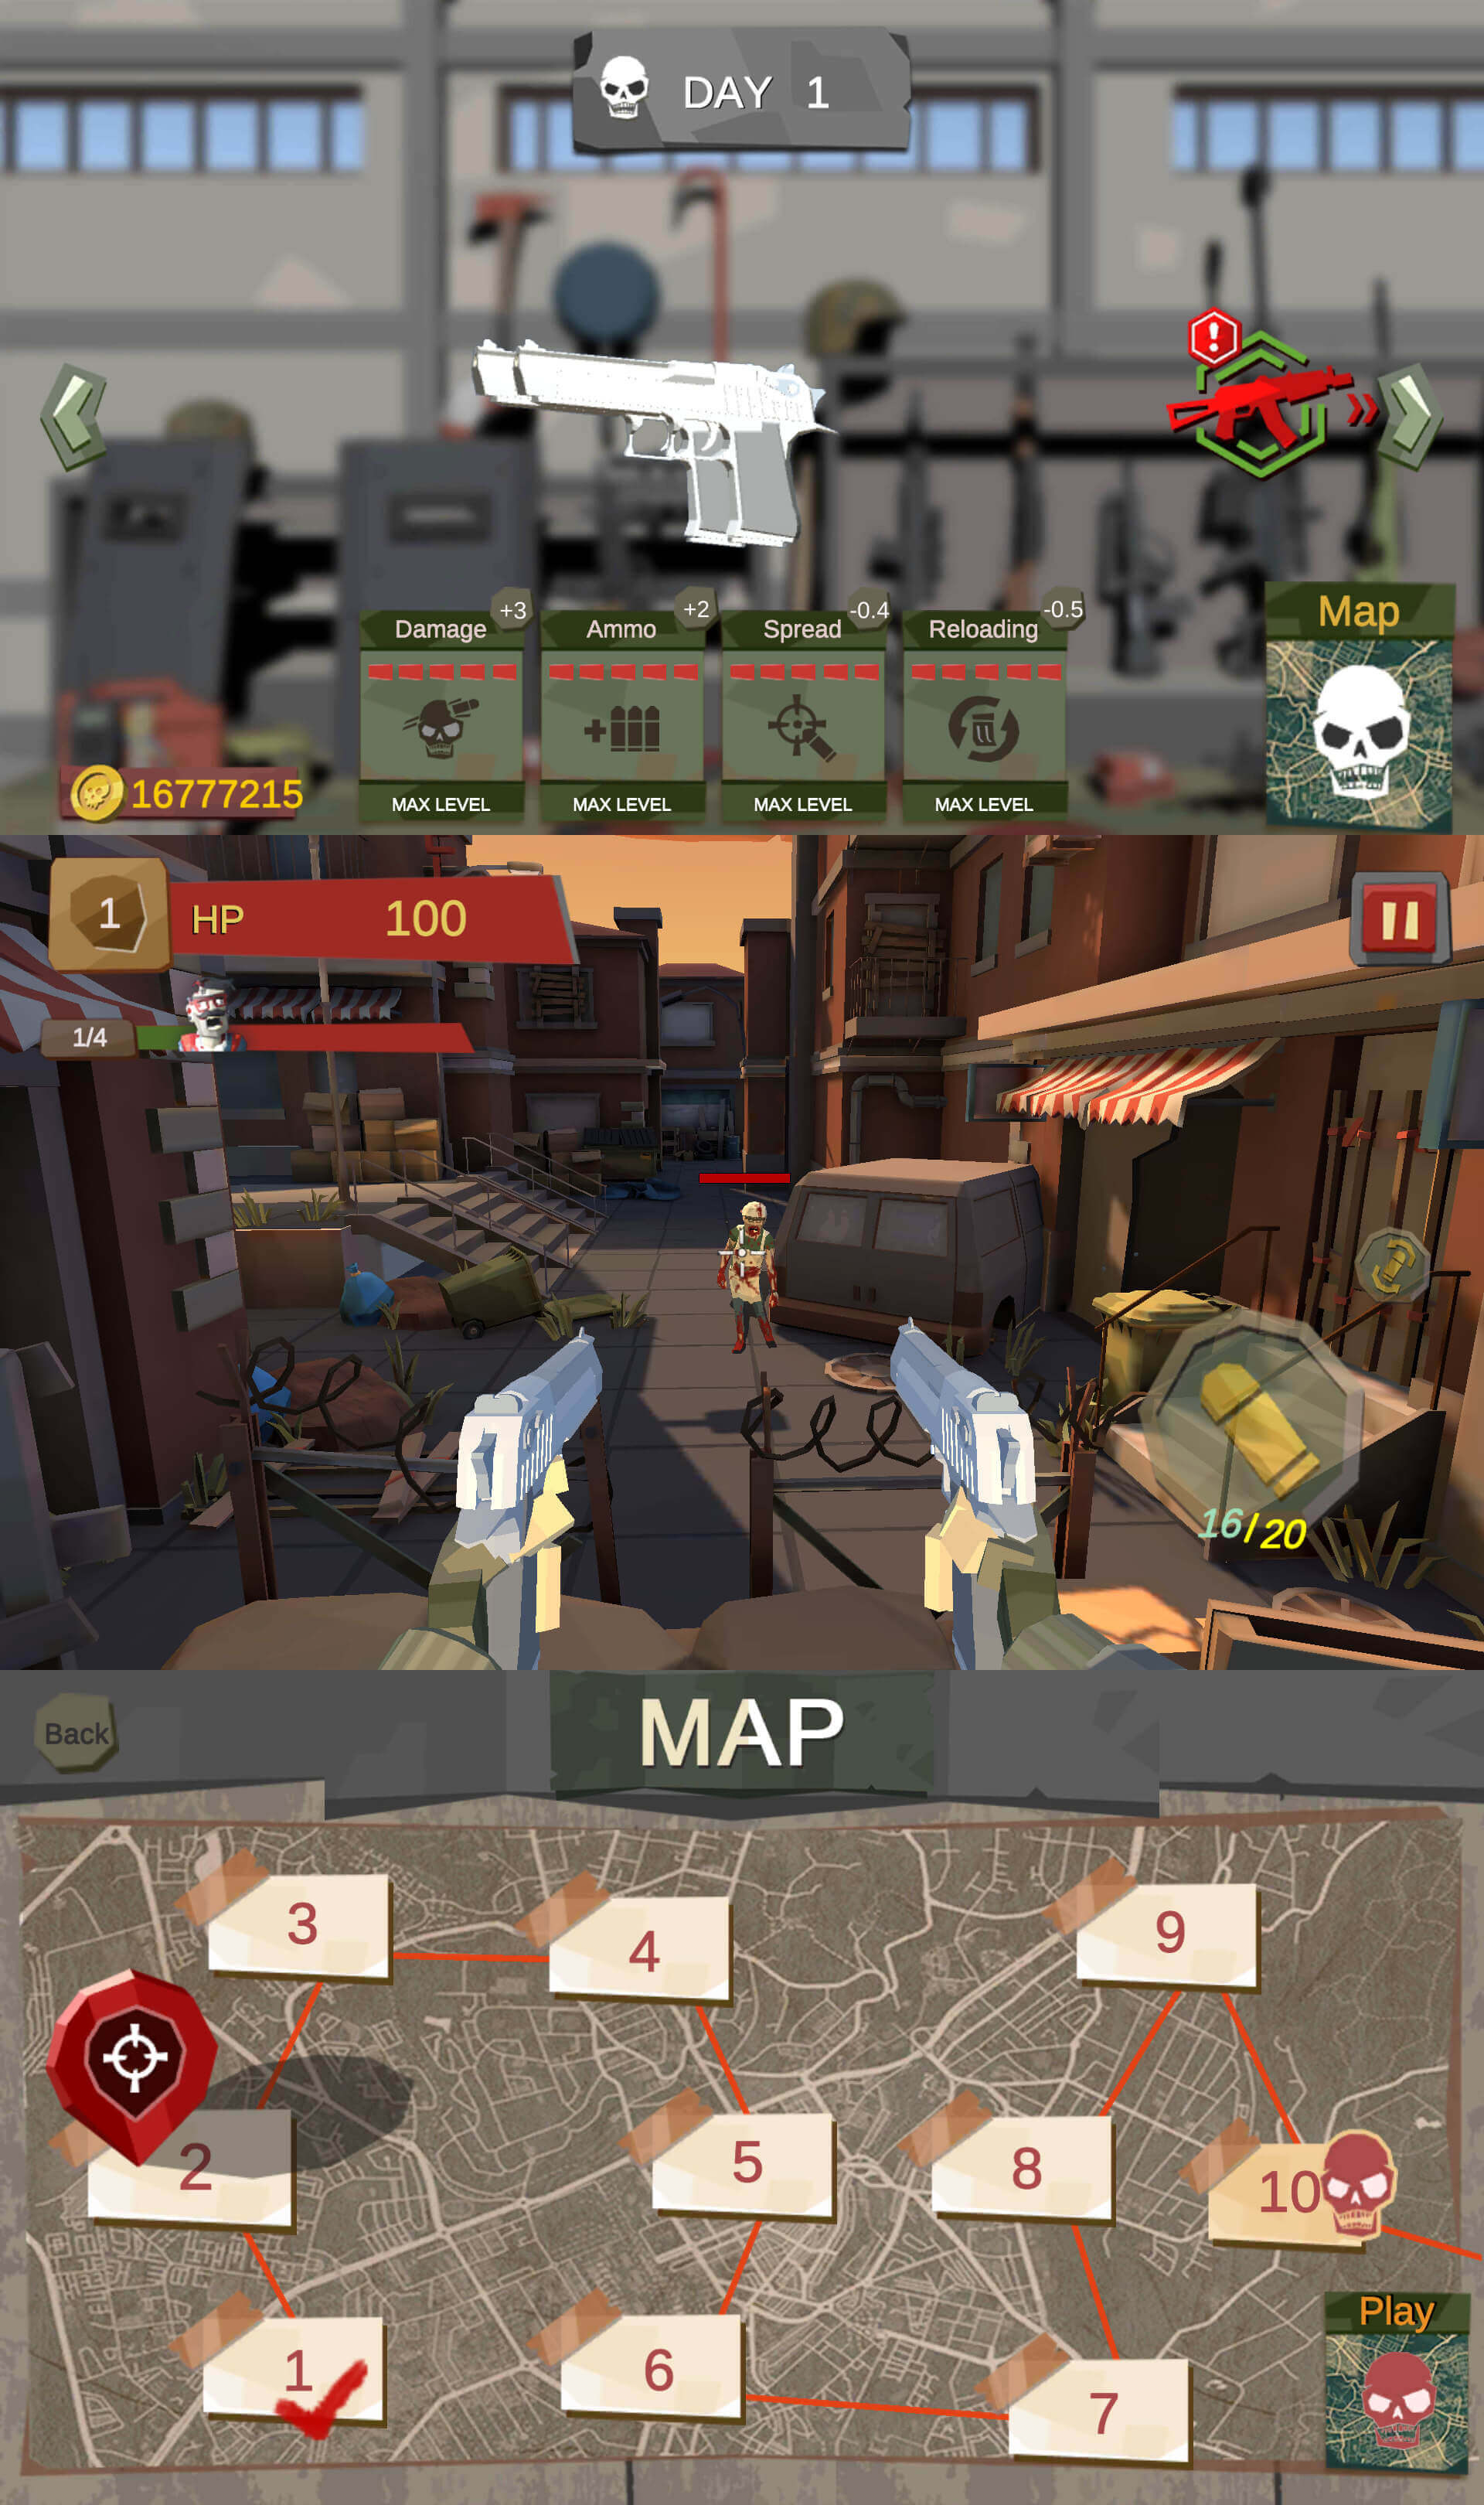 DAY 1
+3
+2
-0.4
-0.5
Damage
Ammo
Spread
Reloading
Map
16777215
MAX LEVEL
MAX LEVEL
MAX LEVEL
MAX LEVEL
1
HP 100
1/4
16/20
Back
MAP
3
4
9
2
5
8
10
1
6
7
Play